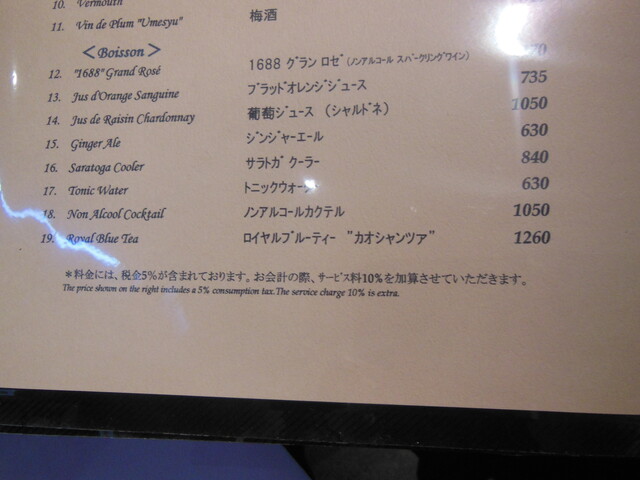 10. Vermouth
11. Vin de Plum "Umesyu" 梅酒
<Boisson>
12. "1688" Grand Rosé 1688 グラン ロゼ (ノンアルコール スパークリングワイン)
13. Jus d'Orange Sanguine ブラッドオレンジジュース 735
14. Jus de Raisin Chardonnay 葡萄ジュース (シャルドネ) 1050
15. Ginger Ale ジンジャーエール 630
16. Saratoga Cooler サラトガ クーラー 840
17. Tonic Water トニックウォーター 630
18. Non Alcool Cocktail ノンアルコールカクテル 1050
19. Royal Blue Tea ロイヤルブルーティー "カオシャンツァ" 1260
*料金には、税金5%が含まれております。お会計の際、サービス料10%を加算させていただきます。
The price shown on the right includes a 5% consumption tax.The service charge 10% is extra.